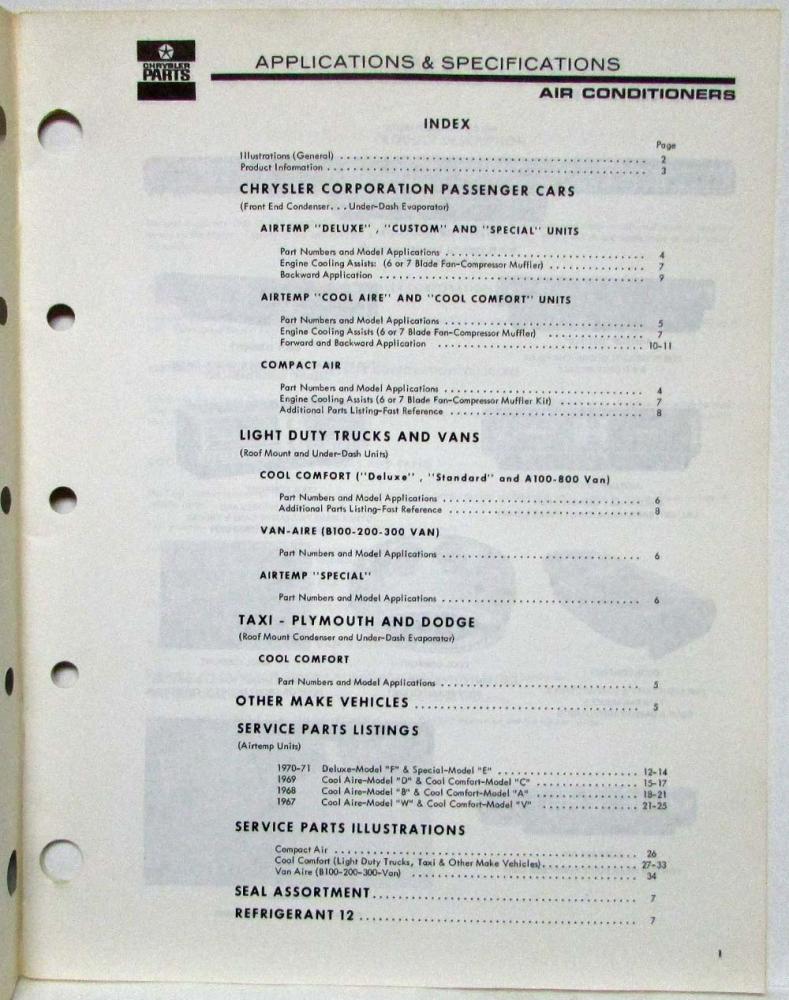 CHRYSLER
PARTS
APPLICATIONS & SPECIFICATIONS
AIR CONDITIONERS
INDEX
Page
Illustrations (General) 2
Product Information 3
CHRYSLER CORPORATION PASSENGER CARS
(Front End Condenser...Under-Dash Evaporator)
AIRTEMP "DELUXE", "CUSTOM" AND "SPECIAL" UNITS
Part Numbers and Model Applications 4
Engine Cooling Assists: (6 or 7 Blade Fan-Compressor Muffler) 7
Backward Application 9
AIRTEMP "COOL AIRE" AND "COOL COMFORT" UNITS
Part Numbers and Model Applications 5
Engine Cooling Assists (6 or 7 Blade Fan-Compressor Muffler) 7
Forward and Backward Application 10-11
COMPACT AIR
Part Numbers and Model Applications 4
Engine Cooling Assists (6 or 7 Blade Fan-Compressor Muffler Kit) 7
Additional Parts Listing-Fast Reference 8
LIGHT DUTY TRUCKS AND VANS
(Roof Mount and Under-Dash Units)
COOL COMFORT ("Deluxe", "Standard" and A100-800 Van)
Part Numbers and Model Applications 6
Additional Parts Listing-Fast Reference 8
VAN-AIRE (B100-200-300 VAN)
Part Numbers and Model Applications 6
AIRTEMP "SPECIAL"
Part Numbers and Model Applications 6
TAXI - PLYMOUTH AND DODGE
(Roof Mount Condenser and Under-Dash Evaporator)
COOL COMFORT
Part Numbers and Model Applications 5
OTHER MAKE VEHICLES 5
SERVICE PARTS LISTINGS
(Airtemp Units)
1970-71 Deluxe-Model "F" & Special-Model "E" 12-14
1969 Cool Aire-Model "D" & Cool Comfort-Model "C" 15-17
1968 Cool Aire-Model "B" & Cool Comfort-Model "A" 18-21
1967 Cool Aire-Model "W" & Cool Comfort-Model "V" 21-25
SERVICE PARTS ILLUSTRATIONS
Compact Air 26
Cool Comfort (Light Duty Trucks, Taxi & Other Make Vehicles) 27-33
Van Aire (B100-200-300-Van) 34
SEAL ASSORTMENT 7
REFRIGERANT 12 7
1